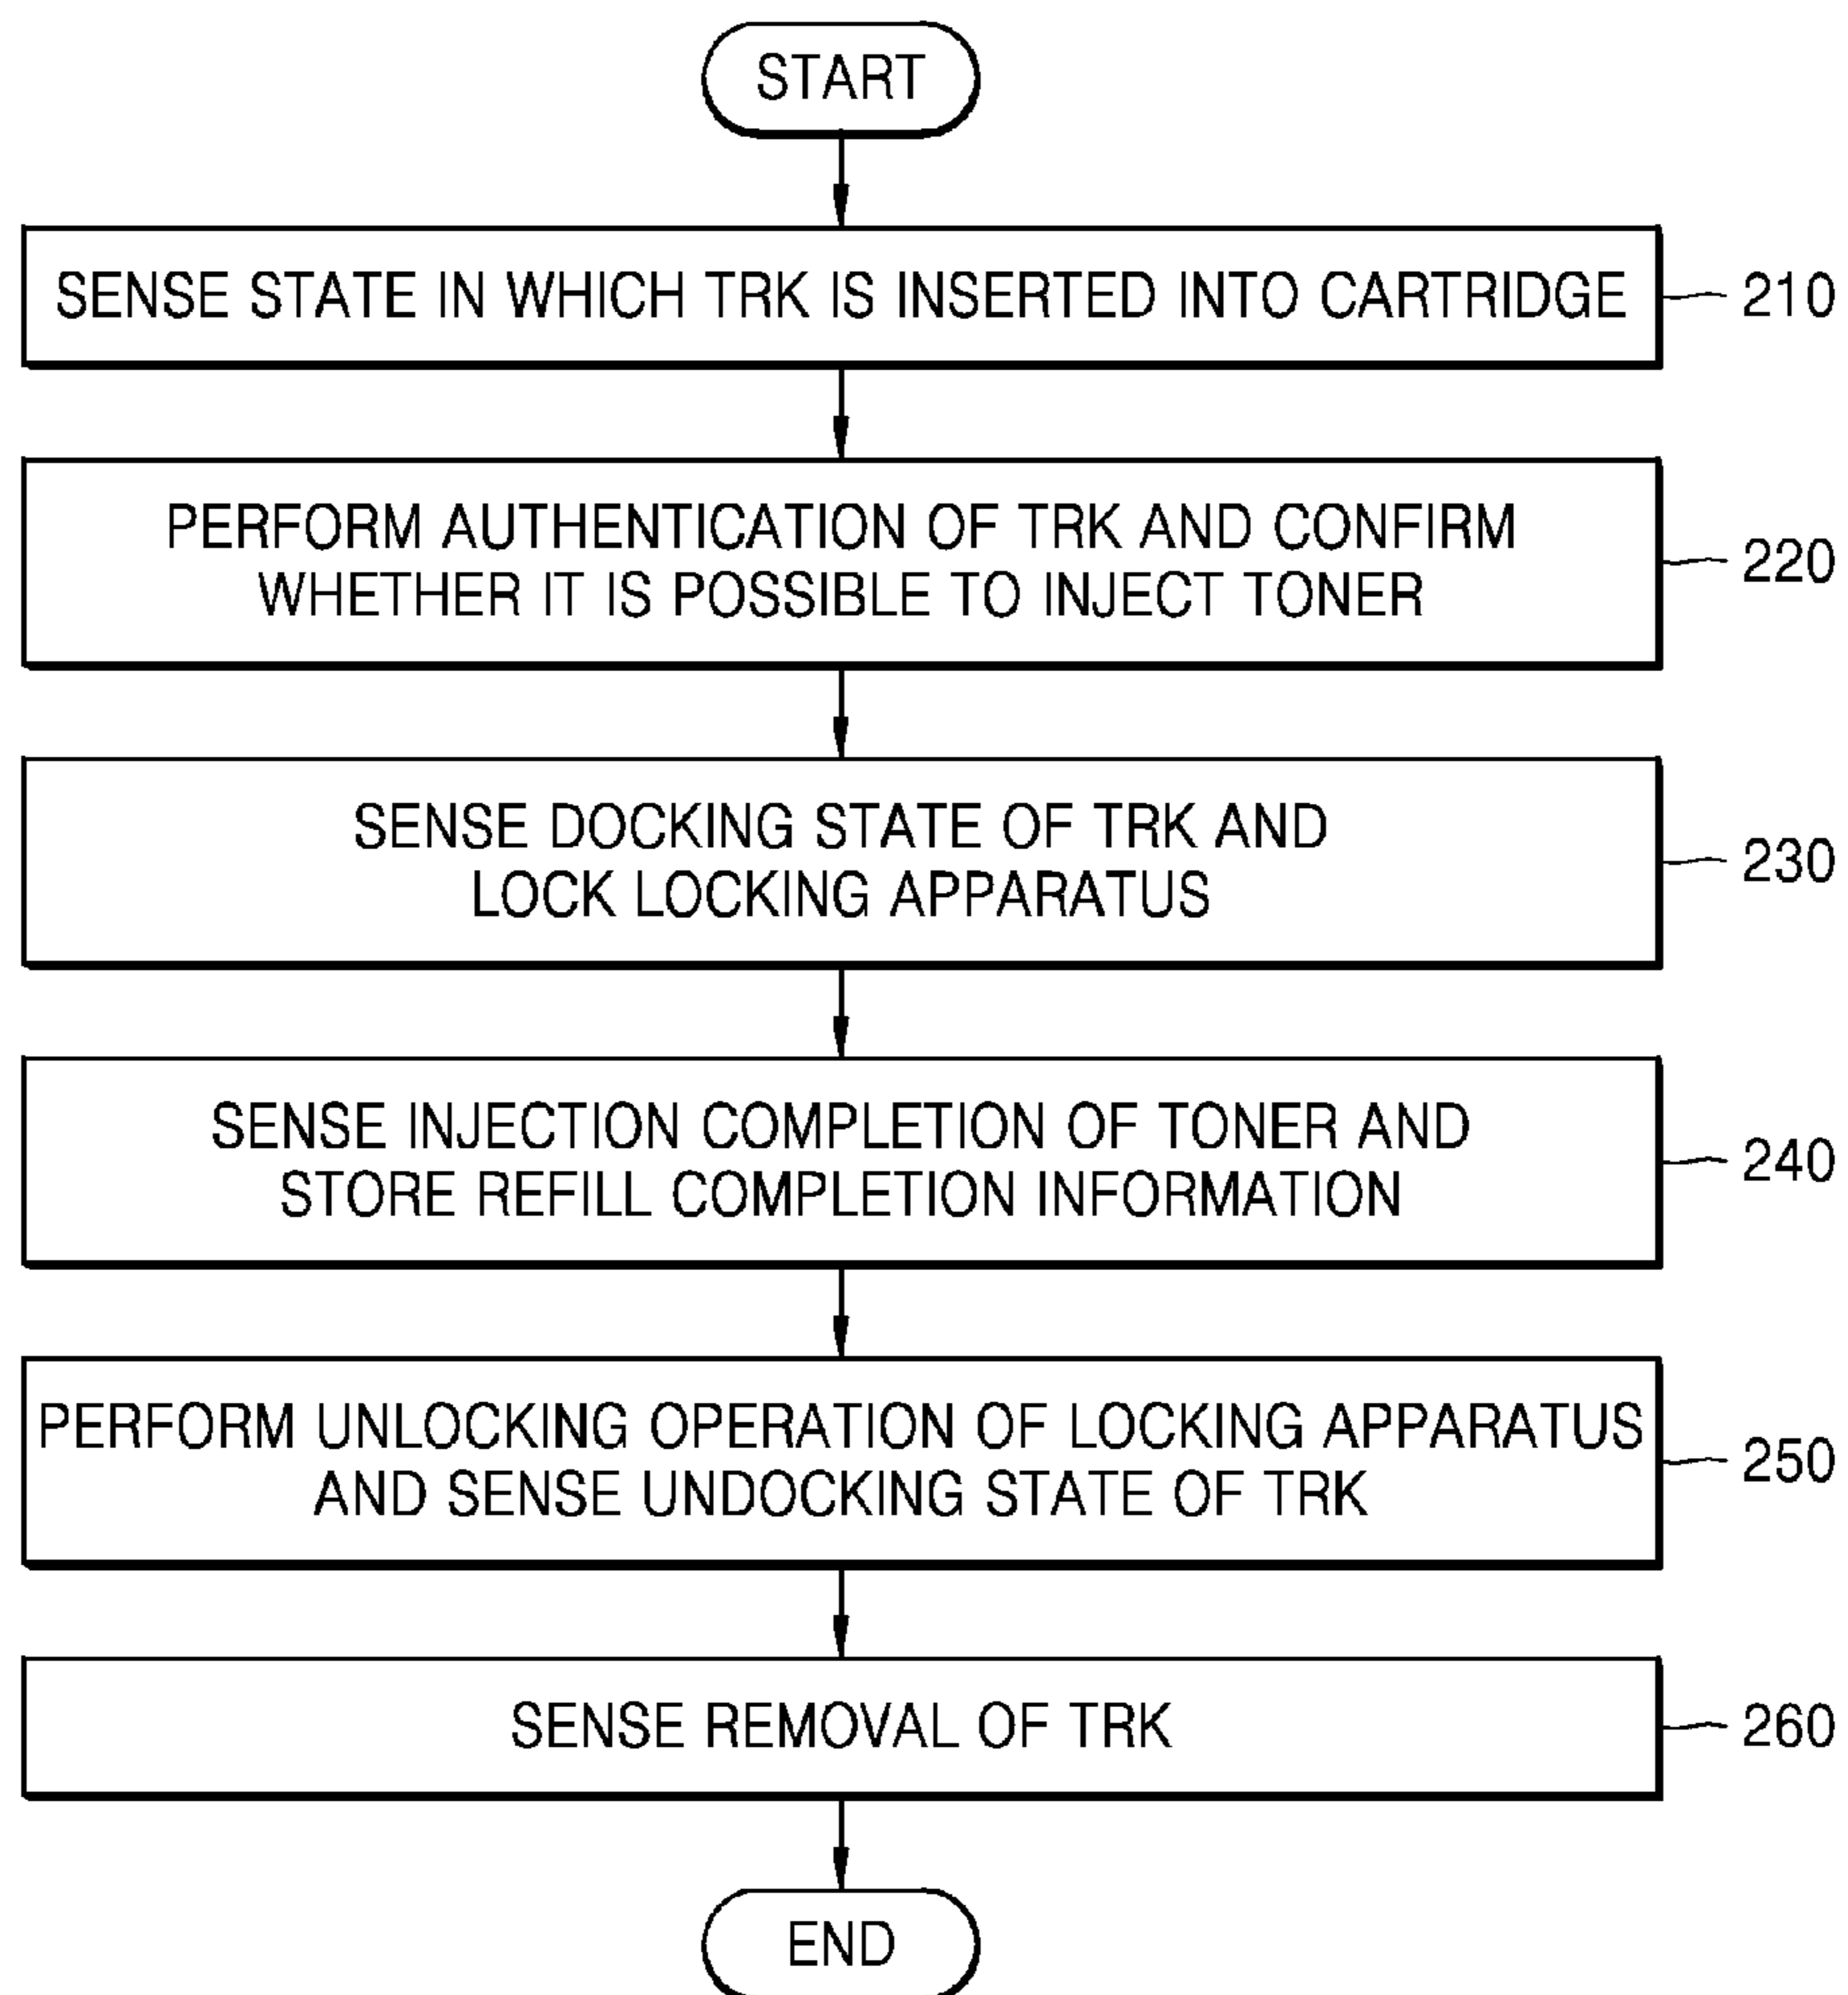 START
SENSE STATE IN WHICH TRK IS INSERTED INTO CARTRIDGE
210
PERFORM AUTHENTICATION OF TRK AND CONFIRM
WHETHER IT IS POSSIBLE TO INJECT TONER
220
SENSE DOCKING STATE OF TRK AND
LOCK LOCKING APPARATUS
230
SENSE INJECTION COMPLETION OF TONER AND
STORE REFILL COMPLETION INFORMATION
240
PERFORM UNLOCKING OPERATION OF LOCKING APPARATUS
AND SENSE UNDOCKING STATE OF TRK
250
SENSE REMOVAL OF TRK
260
END